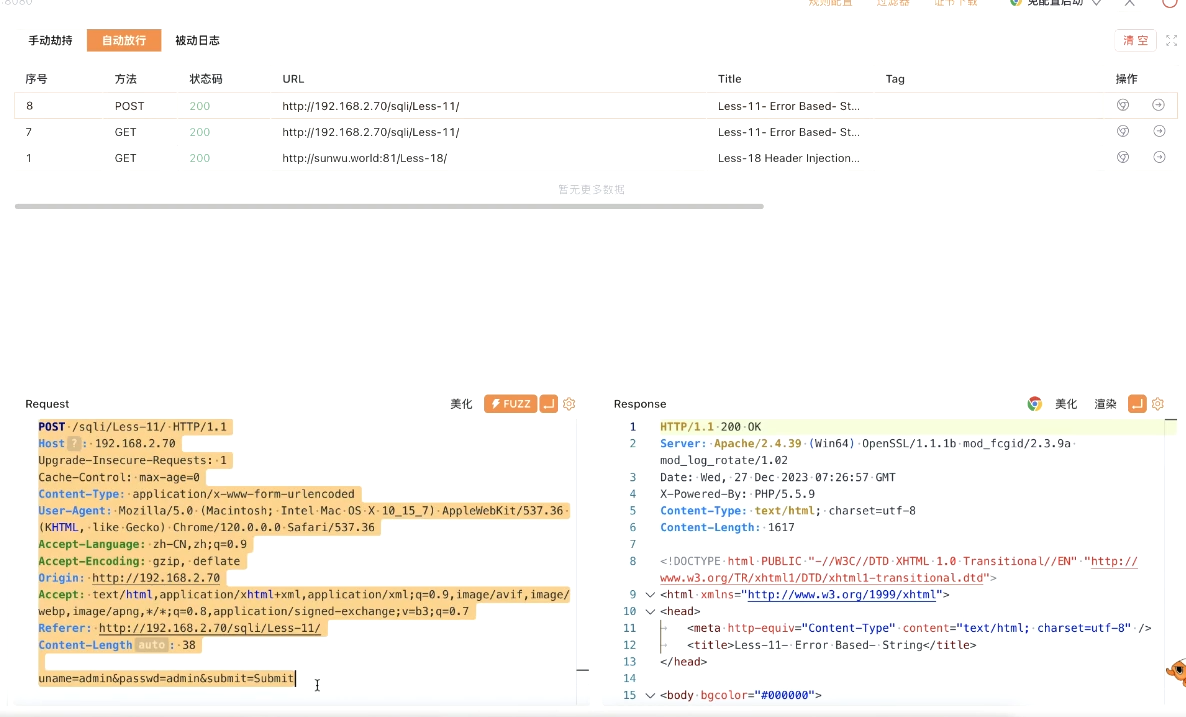 :8080 规则配置 过滤器 证书下载 免配置启动
手动劫持 自动放行 被动日志 清 空
序号 方法 状态码 URL Title Tag 操作
8 POST 200 http://192.168.2.70/sqli/Less-11/ Less-11- Error Based- St...
7 GET 200 http://192.168.2.70/sqli/Less-11/ Less-11- Error Based- St...
1 GET 200 http://sunwu.world:81/Less-18/ Less-18 Header Injection...
暂无更多数据
Request 美化 FUZZ
POST /sqli/Less-11/ HTTP/1.1
Host ? : 192.168.2.70
Upgrade-Insecure-Requests: 1
Cache-Control: max-age=0
Content-Type: application/x-www-form-urlencoded
User-Agent: Mozilla/5.0 (Macintosh; Intel Mac OS X 10_15_7) AppleWebKit/537.36
(KHTML, like Gecko) Chrome/120.0.0.0 Safari/537.36
Accept-Language: zh-CN,zh;q=0.9
Accept-Encoding: gzip, deflate
Origin: http://192.168.2.70
Accept: text/html,application/xhtml+xml,application/xml;q=0.9,image/avif,image/
webp,image/apng,*/*;q=0.8,application/signed-exchange;v=b3;q=0.7
Referer: http://192.168.2.70/sqli/Less-11/
Content-Length auto : 38
uname=admin&passwd=admin&submit=Submit
Response 美化 渲染
1 HTTP/1.1 200 OK
2 Server: Apache/2.4.39 (Win64) OpenSSL/1.1.1b mod_fcgid/2.3.9a
mod_log_rotate/1.02
3 Date: Wed, 27 Dec 2023 07:26:57 GMT
4 X-Powered-By: PHP/5.5.9
5 Content-Type: text/html; charset=utf-8
6 Content-Length: 1617
7
8 <!DOCTYPE html PUBLIC "-//W3C//DTD XHTML 1.0 Transitional//EN" "http://
www.w3.org/TR/xhtml1/DTD/xhtml1-transitional.dtd">
9 <html xmlns="http://www.w3.org/1999/xhtml">
10 <head>
11 <meta http-equiv="Content-Type" content="text/html; charset=utf-8" />
12 <title>Less-11- Error Based- String</title>
13 </head>
14
15 <body bgcolor="#000000">